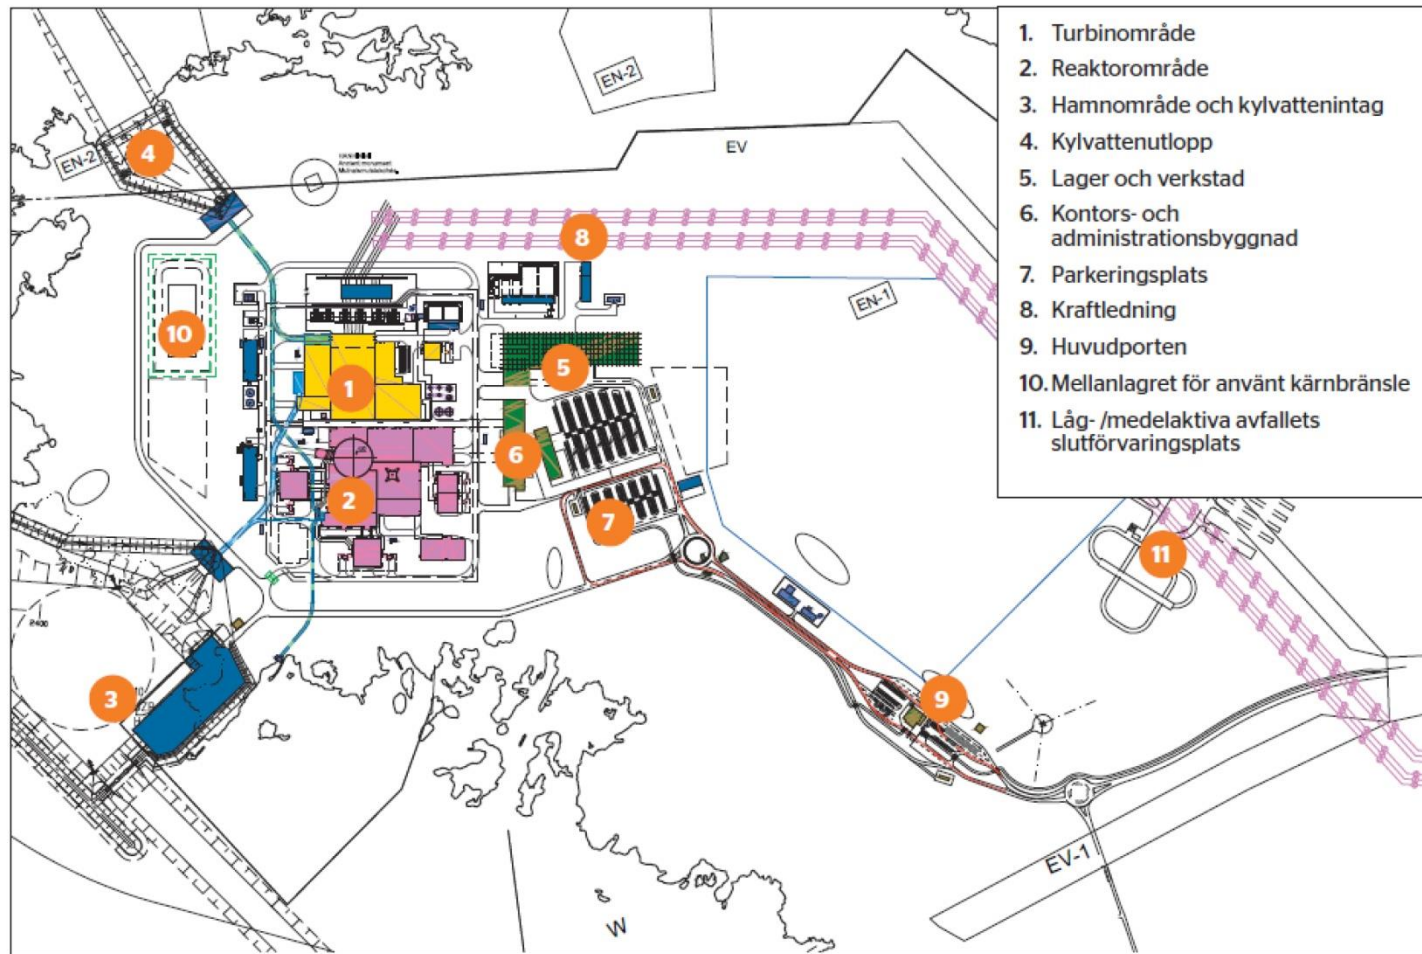 1. Turbinområde
2. Reaktorområde
3. Hamnområde och kylvattenintag
4. Kylvattenutlopp
5. Lager och verkstad
6. Kontors- och
administrationsbyggnad
7. Parkeringsplats
8. Kraftledning
9. Huvudporten
10. Mellanlagret för använt kärnbränsle
11. Låg- /medelaktiva avfallets
slutförvaringsplats
EN-2
EV
4
EN-2
8
EN-1
10
5
1
6
2
7
11
3
9
EV-1
W